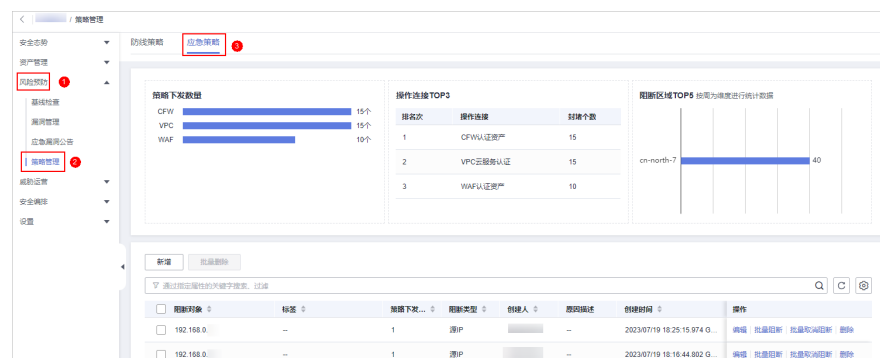 / 策略管理
安全态势
资产管理
风险预防 1
基线检查
漏洞管理
应急漏洞公告
策略管理 2
威胁运营
安全编排
设置
防线策略 应急策略 3
策略下发数量
CFW 15个
VPC 15个
WAF 10个
操作连接TOP3
排名次 操作连接 封堵个数
1 CFW认证资产 15
2 VPC云服务认证 15
3 WAF认证资产 10
阻断区域TOP5 按周为维度进行统计数据
cn-north-7 40
新增 批量删除
通过指定属性的关键字搜索、过滤
阻断对象 标签 策略下发... 阻断类型 创建人 原因描述 创建时间 操作
192.168.0. -- 1 源IP -- 2023/07/19 18:25:15.974 G... 编辑 批量阻断 批量取消阻断 删除
192.168.0. -- 1 源IP -- 2023/07/19 18:16:44.802 G... 编辑 批量阻断 批量取消阻断 删除